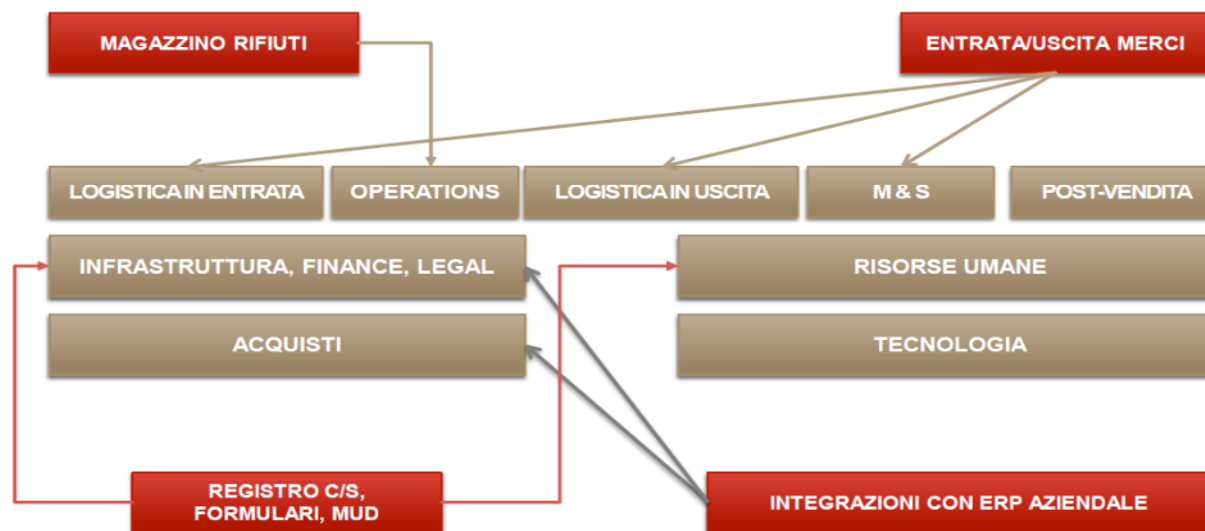 MAGAZZINO RIFIUTI
ENTRATA/USCITA MERCI
LOGISTICA IN ENTRATA
OPERATIONS
LOGISTICA IN USCITA
M & S
POST-VENDITA
INFRASTRUTTURA, FINANCE, LEGAL
RISORSE UMANE
ACQUISTI
TECNOLOGIA
REGISTRO C/S,
FORMULARI, MUD
INTEGRAZIONI CON ERP AZIENDALE